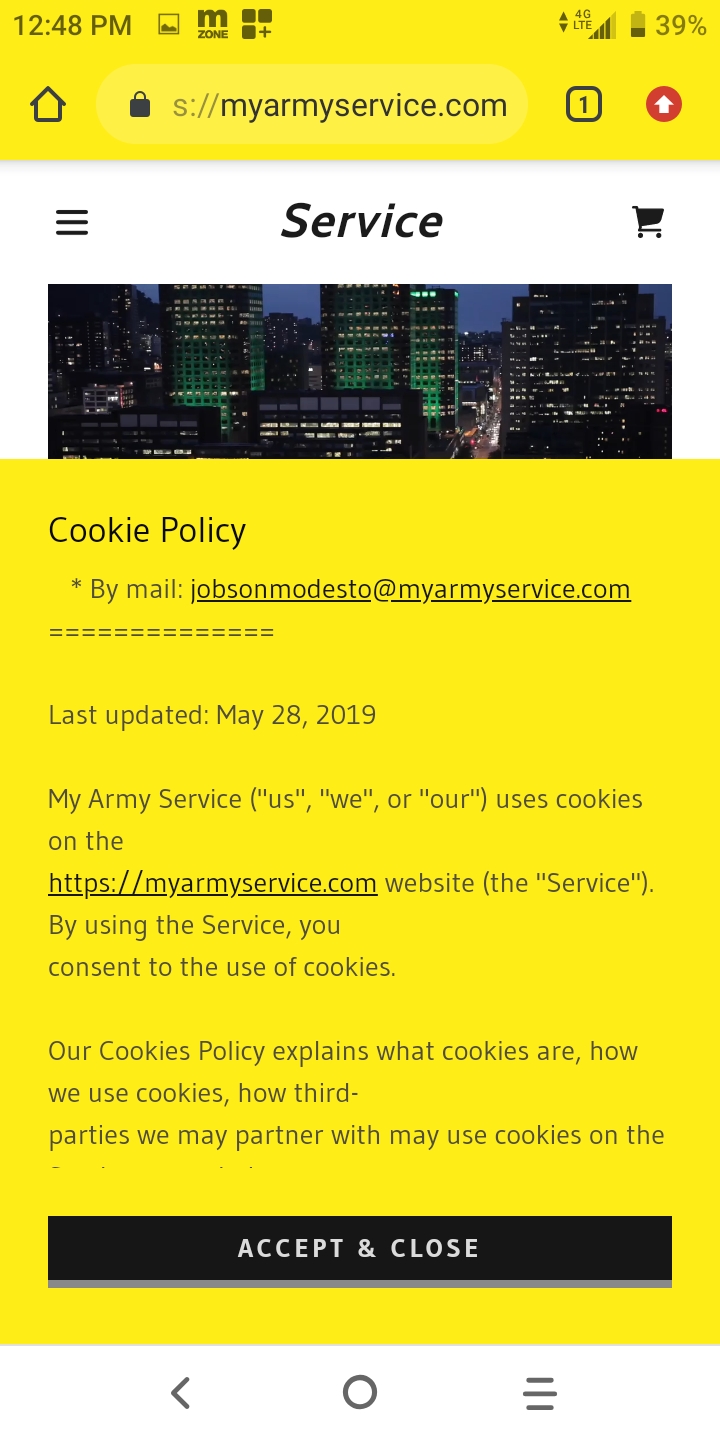 12:48 PM m ZONE 4G LTE 39%
s://myarmyservice.com 1
Service
Cookie Policy
* By mail: jobsonmodesto@myarmyservice.com
==============
Last updated: May 28, 2019
My Army Service ("us", "we", or "our") uses cookies
on the
https://myarmyservice.com website (the "Service").
By using the Service, you
consent to the use of cookies.
Our Cookies Policy explains what cookies are, how
we use cookies, how third-
parties we may partner with may use cookies on the
ACCEPT & CLOSE